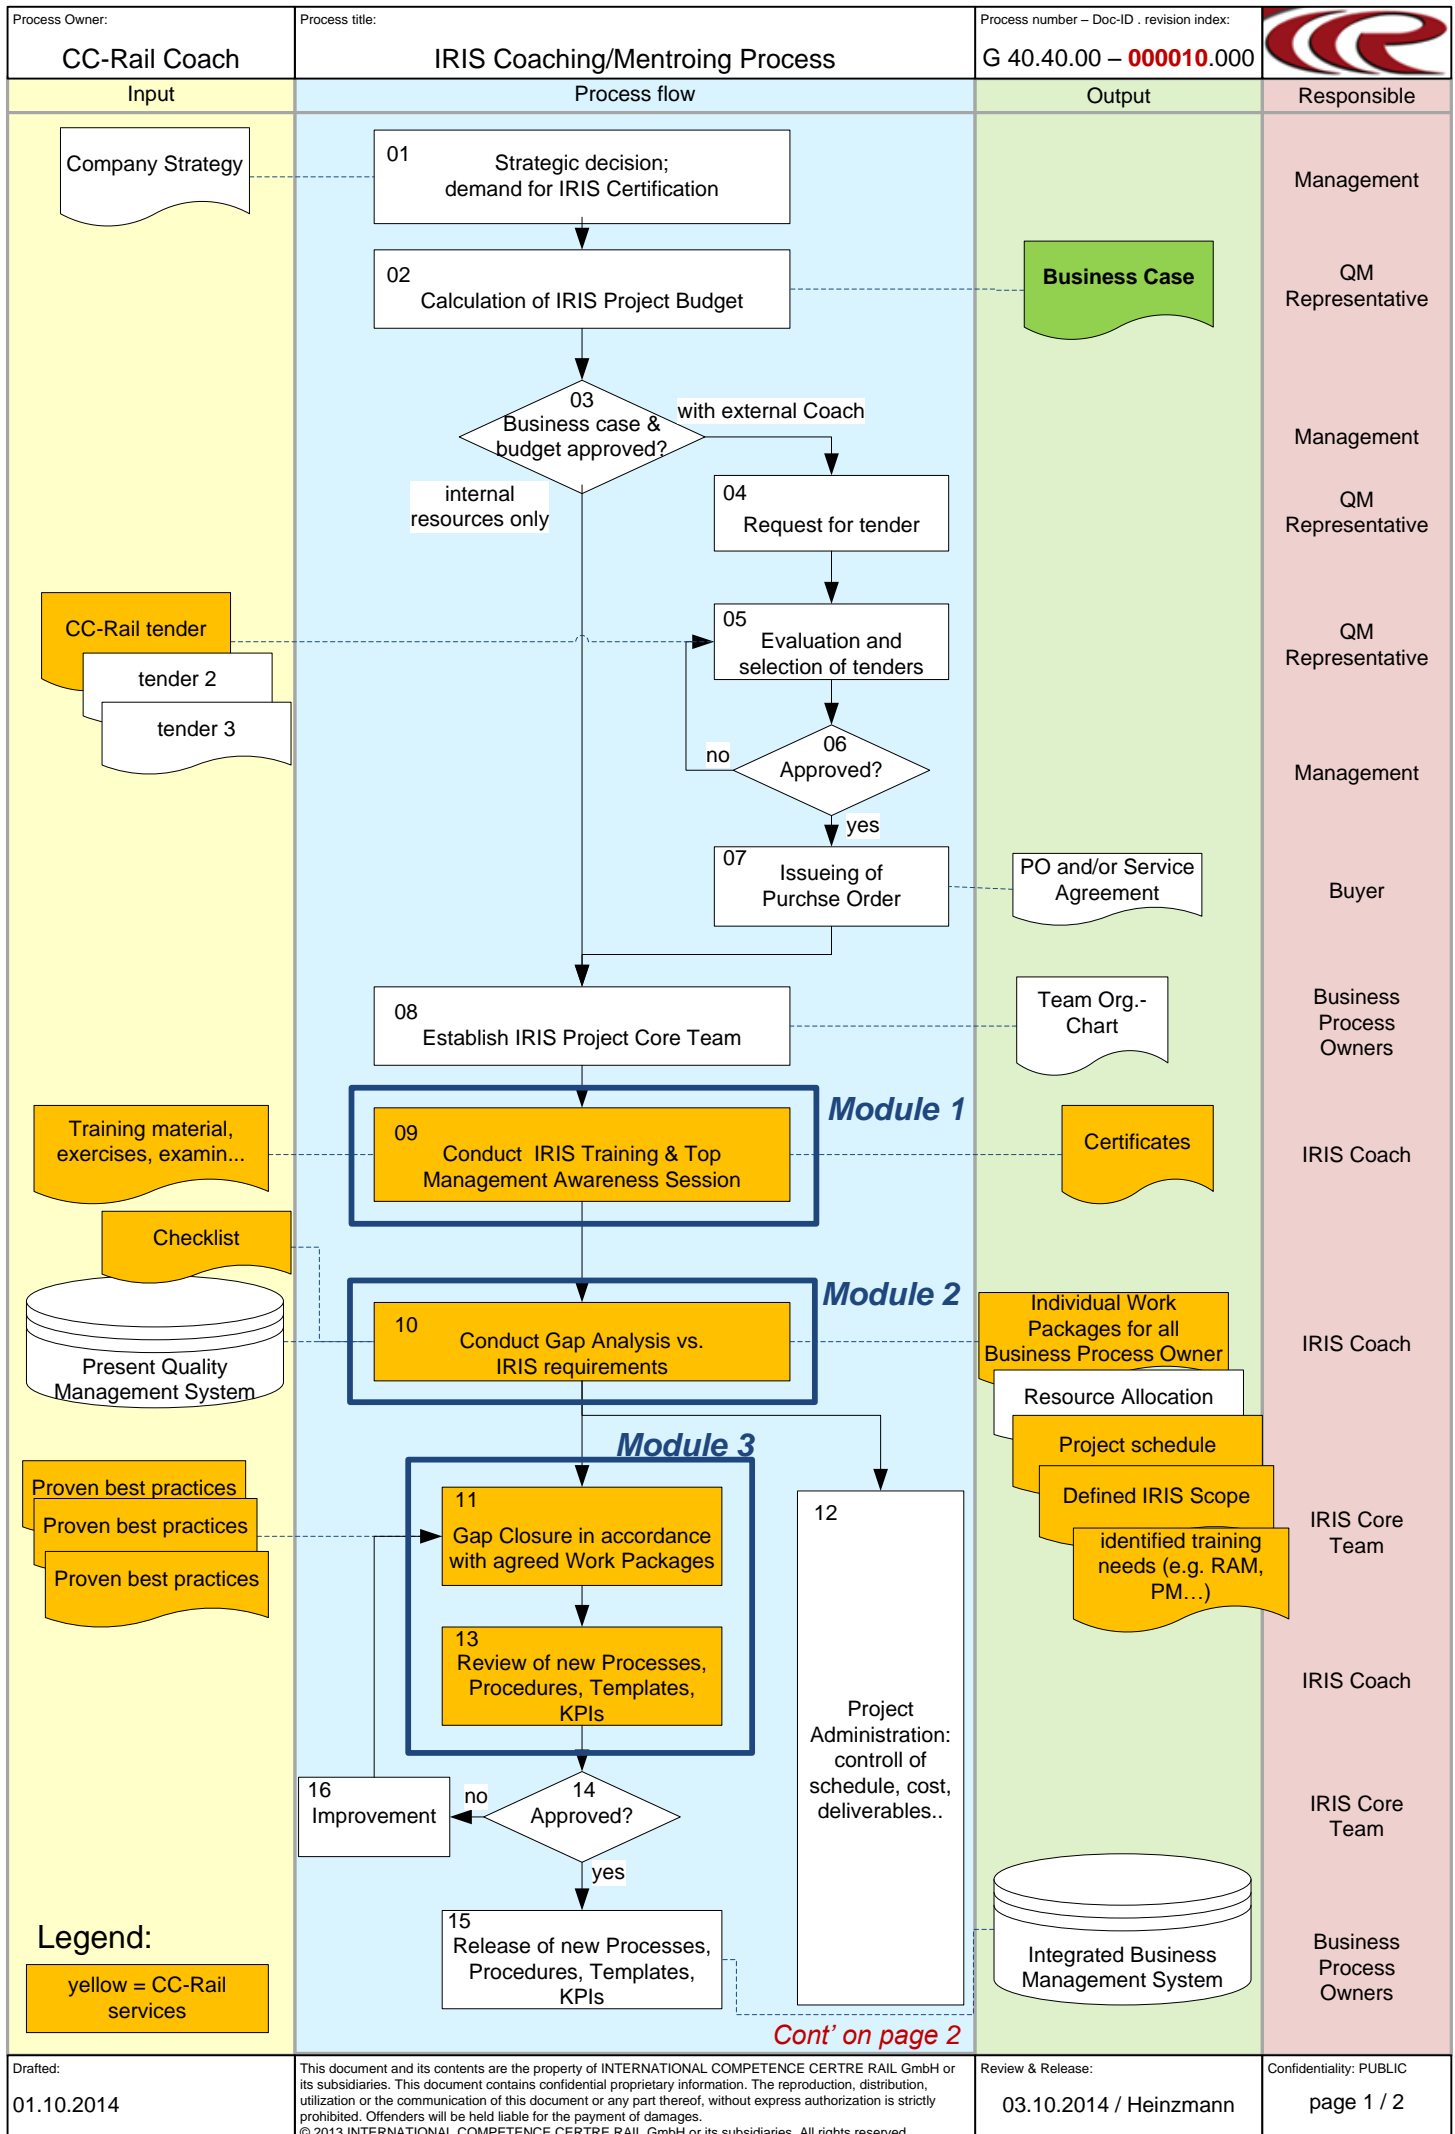 Process Owner:
CC-Rail Coach
Process title:
IRIS Coaching/Mentroing Process
Process number – Doc-ID . revision index:
G 40.40.00 – 000010.000
CCR
Input
Process flow
Output
Responsible
Company Strategy
01
Strategic decision;
demand for IRIS Certification
Management
02
Calculation of IRIS Project Budget
Business Case
QM
Representative
03
Business case &
budget approved?
with external Coach
internal
resources only
Management
04
Request for tender
QM
Representative
CC-Rail tender
tender 2
tender 3
05
Evaluation and
selection of tenders
QM
Representative
06
Approved?
no
yes
Management
07
Issueing of
Purchse Order
PO and/or Service
Agreement
Buyer
08
Establish IRIS Project Core Team
Team Org.-
Chart
Business
Process
Owners
Module 1
Training material,
exercises, examin...
09
Conduct  IRIS Training & Top
Management Awareness Session
Certificates
IRIS Coach
Checklist
Present Quality
Management System
Module 2
10
Conduct Gap Analysis vs.
IRIS requirements
Individual Work
Packages for all
Business Process Owner
Resource Allocation
Project schedule
Defined IRIS Scope
identified training
needs (e.g. RAM,
PM…)
IRIS Coach
Module 3
Proven best practices
Proven best practices
Proven best practices
11
Gap Closure in accordance
with agreed Work Packages
12
Project
Administration:
controll of
schedule, cost,
deliverables..
IRIS Core
Team
13
Review of new Processes,
Procedures, Templates,
KPIs
IRIS Coach
16
Improvement
no
14
Approved?
yes
IRIS Core
Team
15
Release of new Processes,
Procedures, Templates,
KPIs
Integrated Business
Management System
Business
Process
Owners
Legend:
yellow = CC-Rail
services
Cont’ on page 2
Drafted:
01.10.2014
This document and its contents are the property of INTERNATIONAL COMPETENCE CERTRE RAIL GmbH or
its subsidiaries. This document contains confidential proprietary information. The reproduction, distribution,
utilization or the communication of this document or any part thereof, without express authorization is strictly
prohibited. Offenders will be held liable for the payment of damages.
© 2013 INTERNATIONAL COMPETENCE CERTRE RAIL GmbH or its subsidiaries. All rights reserved
Review & Release:
03.10.2014 / Heinzmann
Confidentiality: PUBLIC
page 1 / 2